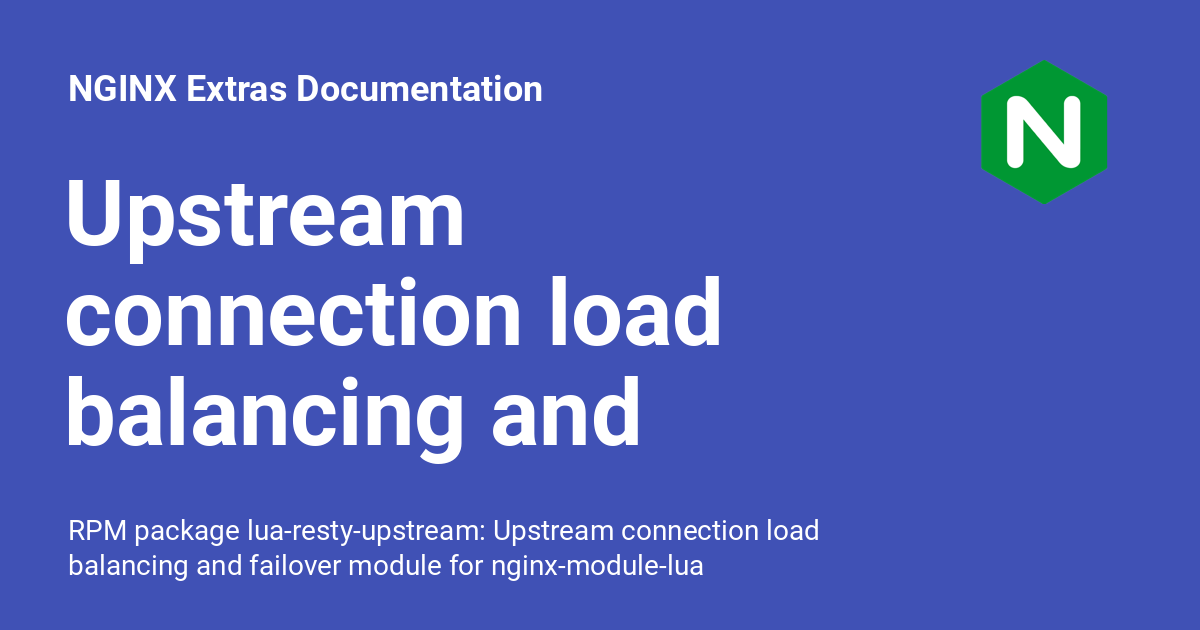 NGINX Extras Documentation
N
Upstream
connection load
balancing and
RPM package lua-resty-upstream: Upstream connection load
balancing and failover module for nginx-module-lua